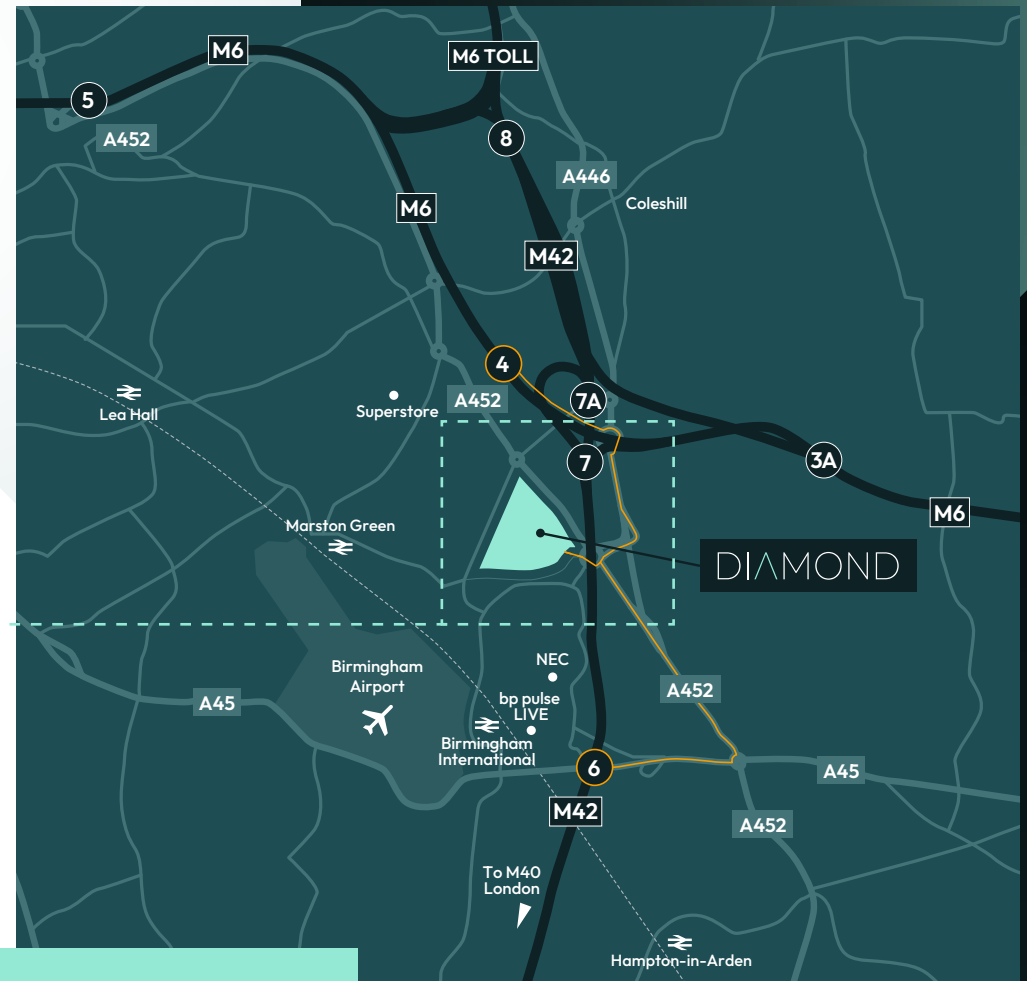 M6
M6 TOLL
5
A452
8
A446
Coleshill
M6
M42
4
A452
7A
Lea Hall
Superstore
7
3A
M6
Marston Green
DIAMOND
NEC
Birmingham
Airport
A452
bp pulse
LIVE
A45
Birmingham
International
6
A45
M42
A452
To M40
London
Hampton-in-Arden